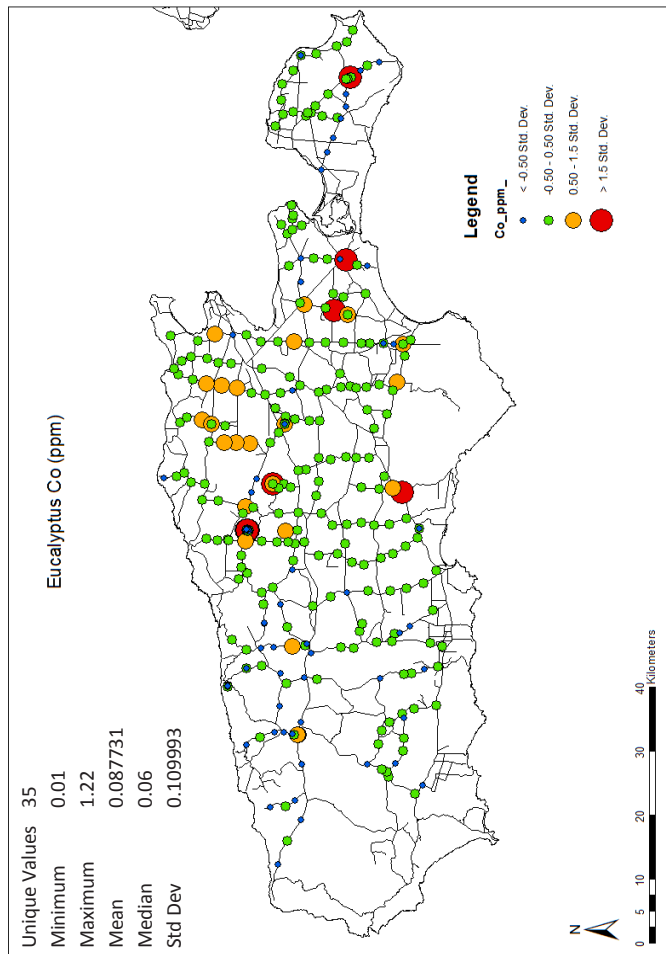 Unique Values 35
Minimum 0.01
Maximum 1.22
Mean 0.087731
Median 0.06
Std Dev 0.109993
Eucalyptus Co (ppm)
Legend
Co_ppm_
< -0.50 Std. Dev.
-0.50 - 0.50 Std. Dev.
0.50 - 1.5 Std. Dev.
> 1.5 Std. Dev.
N
0 5 10 20 30 40
Kilometers